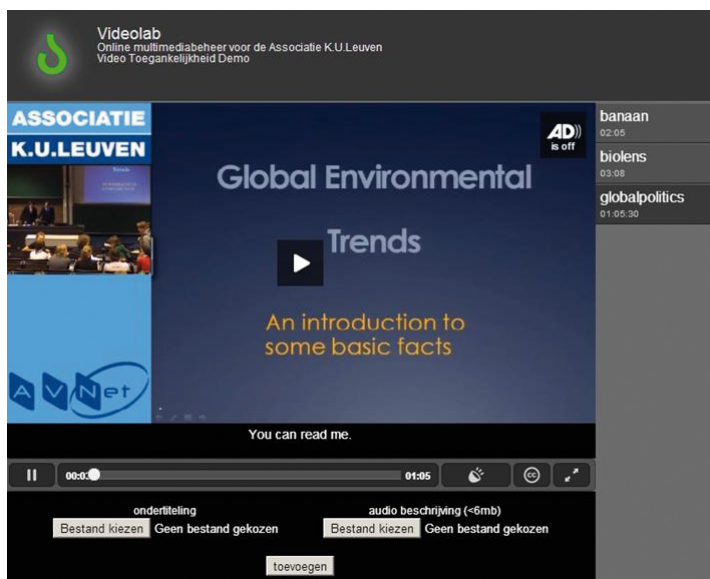 Videolab
Online multimediabeheer voor de Associatie K.U.Leuven
Video Toegankelijkheid Demo
ASSOCIATIE
K.U.LEUVEN
AVNet
AD))
is off
Global Environmental
Trends
An introduction to
some basic facts
You can read me.
banaan
02:05
biolens
03:08
globalpolitics
01:05:30
01:05
CC
ondertiteling
Bestand kiezen Geen bestand gekozen
audio beschrijving (<6mb)
Bestand kiezen Geen bestand gekozen
toevoegen